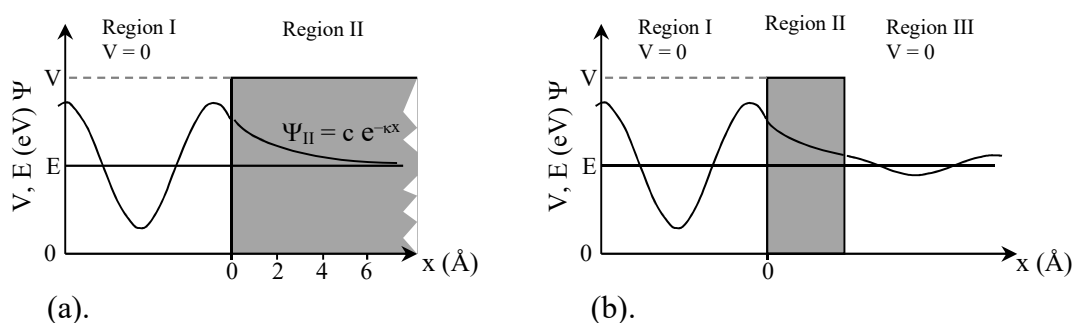 Region I
V = 0
Region II
V
Ψ_II = c e^–κx
E
0
V, E (eV) Ψ
0 2 4 6
x (Å)
(a).
Region I
V = 0
Region II
Region III
V = 0
V
E
0
V, E (eV) Ψ
0
x (Å)
(b).